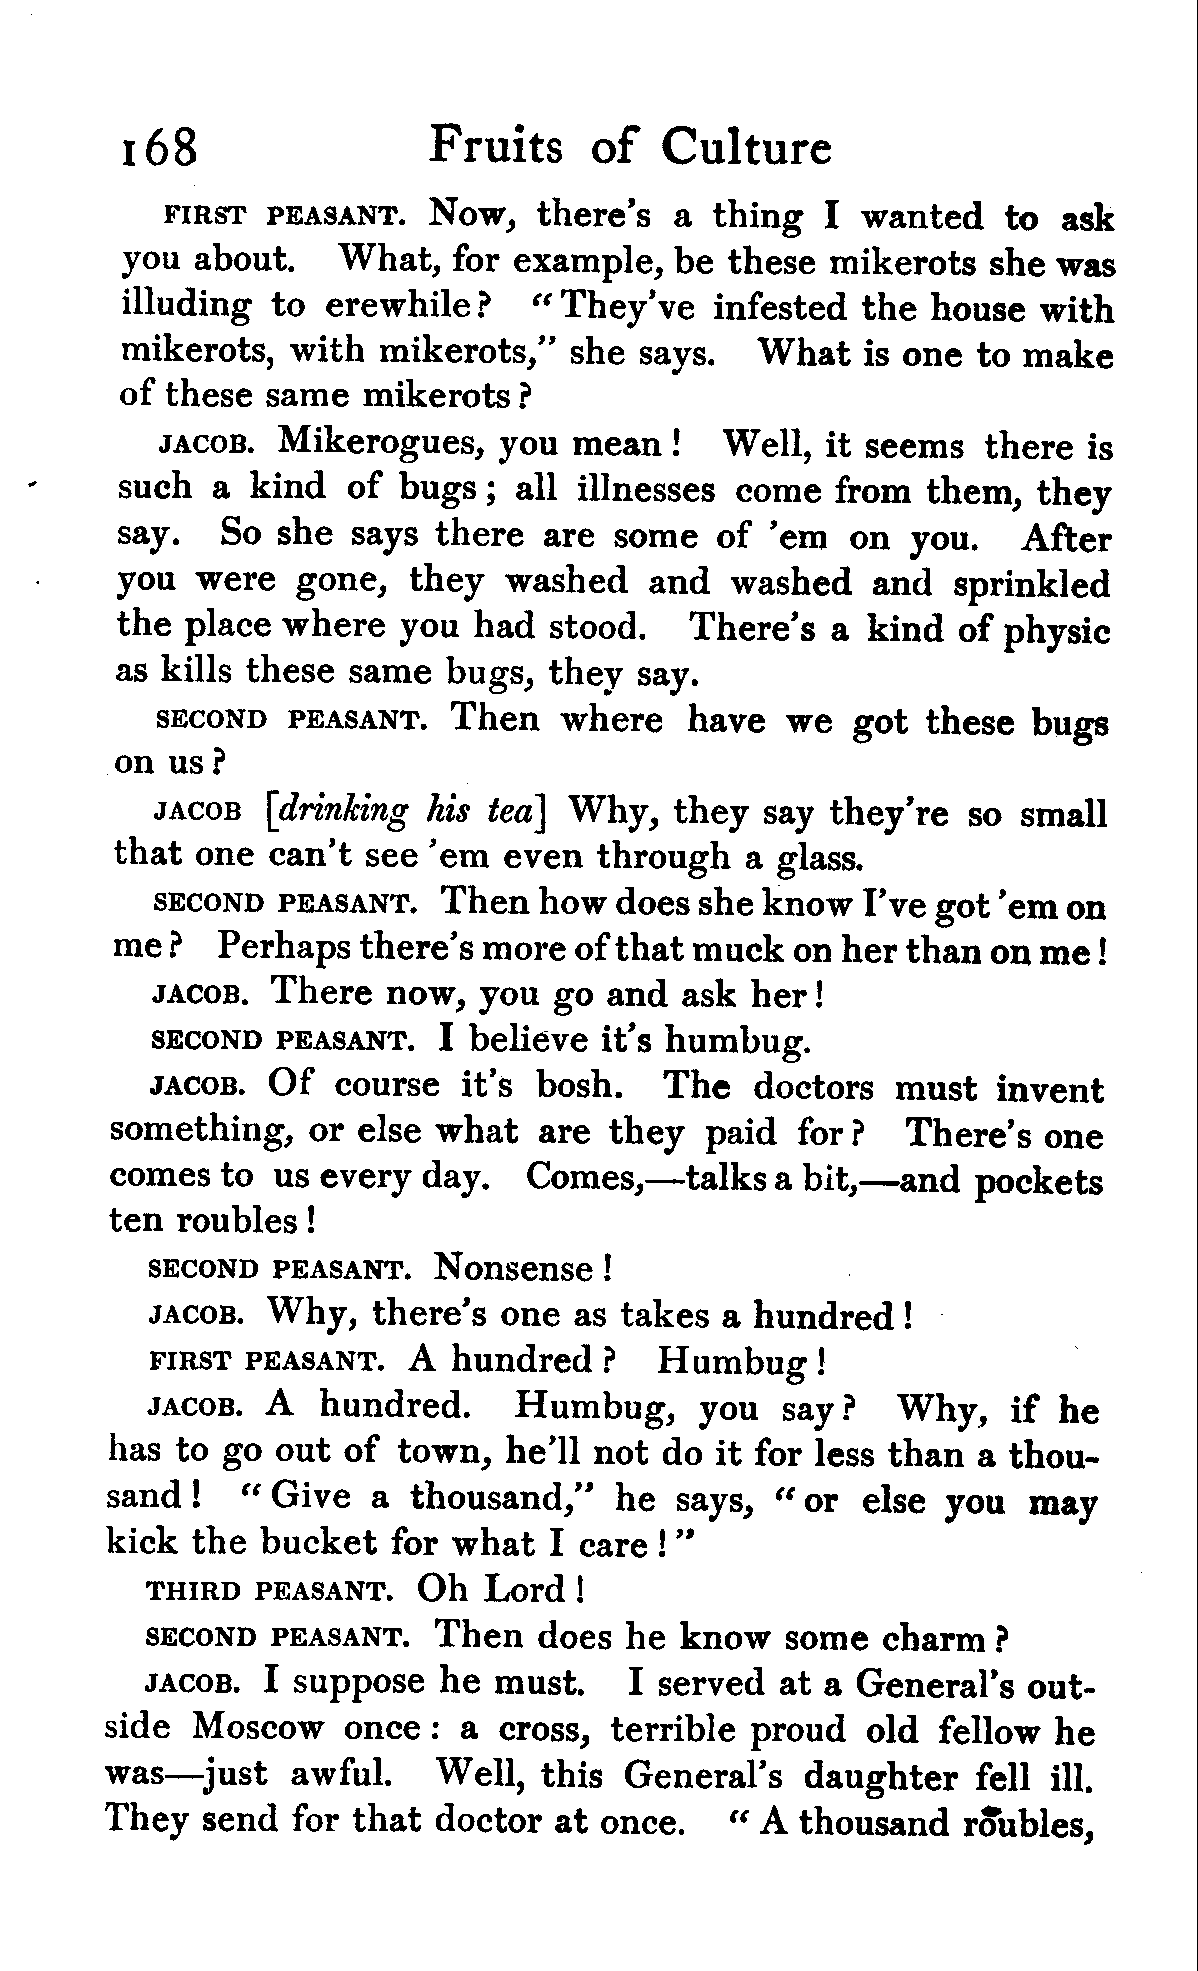 168 Fruits of Culture
FIRST PEASANT. Now, there's a thing I wanted to ask
you about. What, for example, be these mikerots she was
illuding to erewhile? “They've infested the house with
mikerots, with mikerots,” she says. What is one to make
of these same mikerots?
JACOB. Mikerogues, you mean! Well, it seems there is
such a kind of bugs; all illnesses come from them, they
say. So she says there are some of 'em on you. After
you were gone, they washed and washed and sprinkled
the place where you had stood. There's a kind of physic
as kills these same bugs, they say.
SECOND PEASANT. Then where have we got these bugs
on us?
JACOB [drinking his tea] Why, they say they're so small
that one can't see 'em even through a glass.
SECOND PEASANT. Then how does she know I've got 'em on
me? Perhaps there's more of that muck on her than on me!
JACOB. There now, you go and ask her!
SECOND PEASANT. I believe it's humbug.
JACOB. Of course it's bosh. The doctors must invent
something, or else what are they paid for? There's one
comes to us every day. Comes,—talks a bit,—and pockets
ten roubles!
SECOND PEASANT. Nonsense!
JACOB. Why, there's one as takes a hundred!
FIRST PEASANT. A hundred? Humbug!
JACOB. A hundred. Humbug, you say? Why, if he
has to go out of town, he'll not do it for less than a thou-
sand! “Give a thousand,” he says, “or else you may
kick the bucket for what I care!”
THIRD PEASANT. Oh Lord!
SECOND PEASANT. Then does he know some charm?
JACOB. I suppose he must. I served at a General's out-
side Moscow once: a cross, terrible proud old fellow he
was—just awful. Well, this General's daughter fell ill.
They send for that doctor at once. “A thousand roubles,